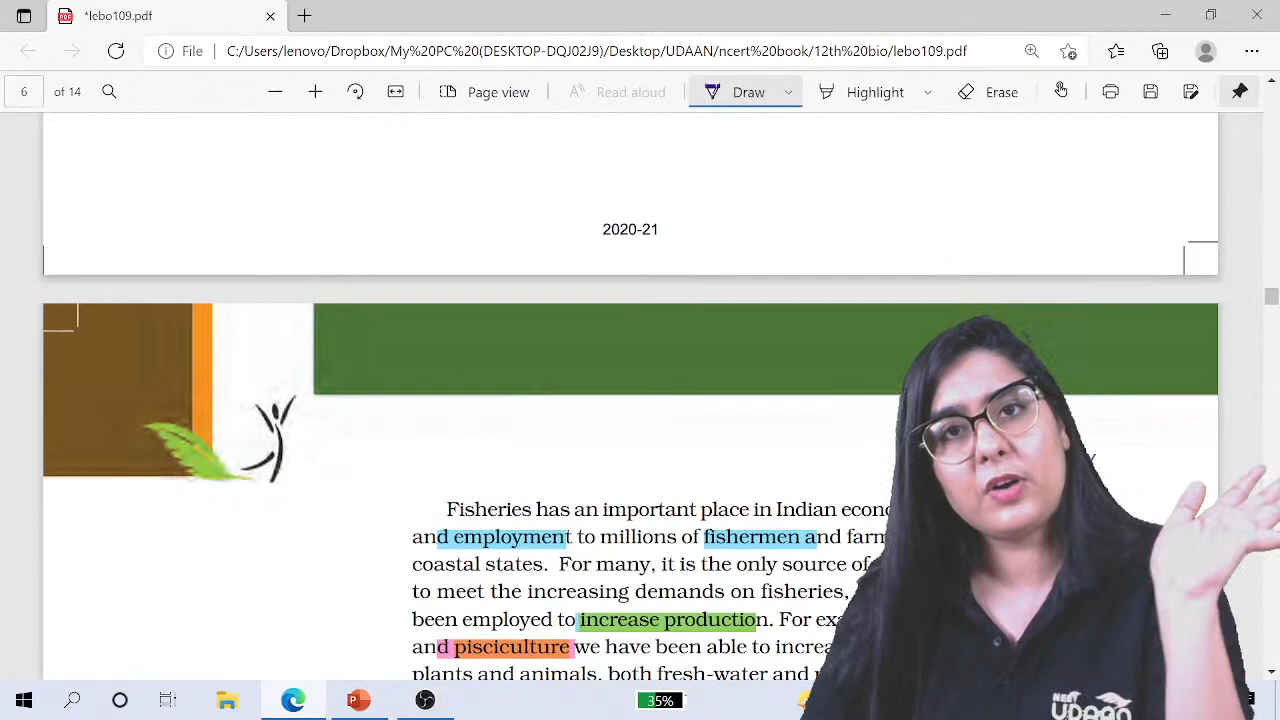 *lebo109.pdf
File C:/Users/lenovo/Dropbox/My%20PC%20(DESKTOP-DQJ02J9)/Desktop/UDAAN/ncert%20book/12th%20bio/lebo109.pdf
6 of 14 Page view Read aloud Draw Highlight Erase
2020-21
Fisheries has an important place in Indian econo
and employment to millions of fishermen and farm
coastal states. For many, it is the only source of
to meet the increasing demands on fisheries,
been employed to increase production. For exa
and pisciculture we have been able to increa
plants and animals, both fresh-water and
35%
NEET
UDAAN